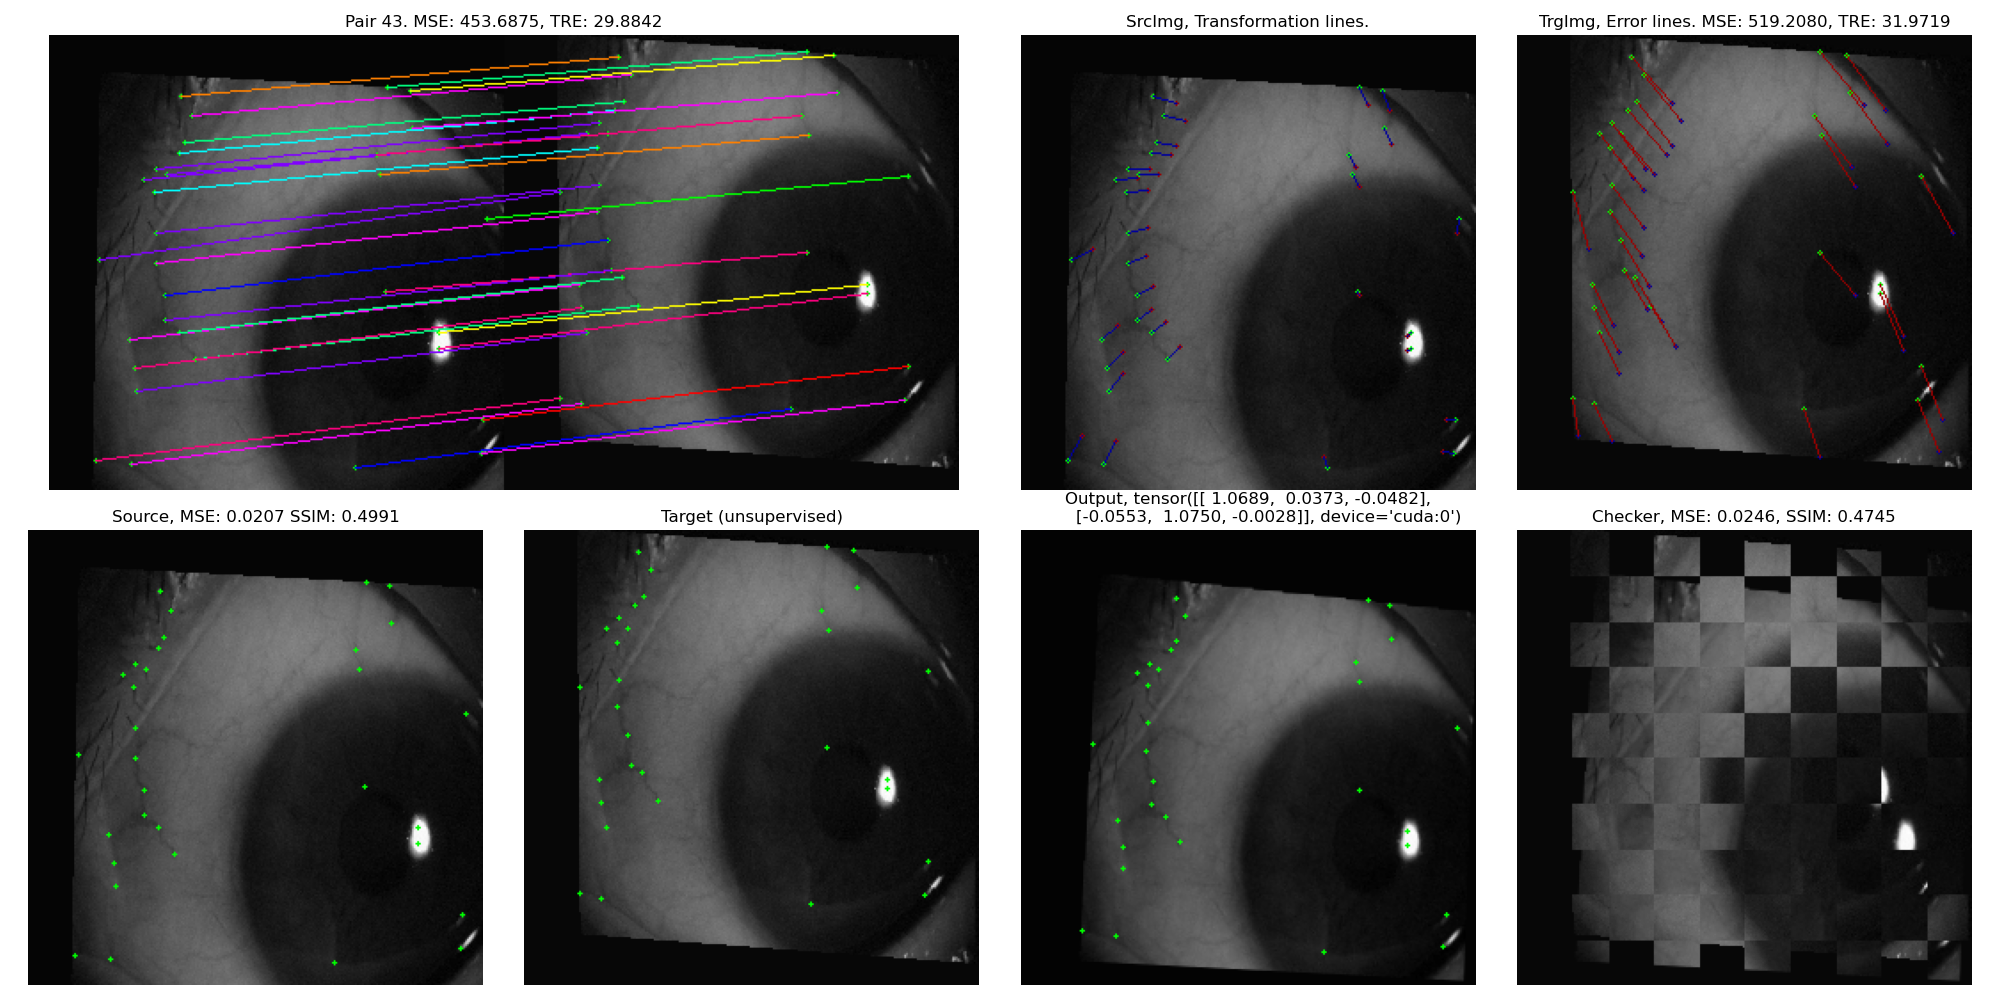 Pair 43. MSE: 453.6875, TRE: 29.8842
SrcImg, Transformation lines.
TrgImg, Error lines. MSE: 519.2080, TRE: 31.9719
Source, MSE: 0.0207 SSIM: 0.4991
Target (unsupervised)
Output, tensor([[ 1.0689,  0.0373, -0.0482],
[-0.0553,  1.0750, -0.0028]], device='cuda:0')
Checker, MSE: 0.0246, SSIM: 0.4745